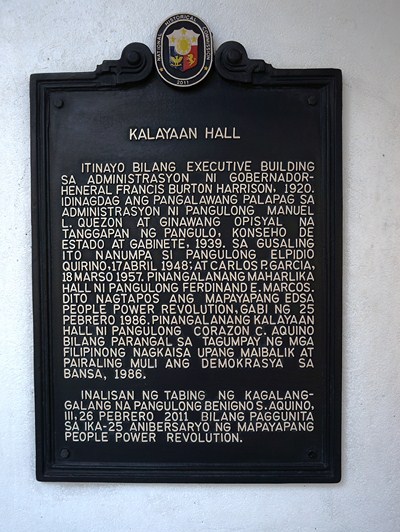 NATIONAL HISTORICAL COMMISSION
2011
KALAYAAN HALL
ITINAYO BILANG EXECUTIVE BUILDING
SA ADMINISTRASYON NI GOBERNADOR-
HENERAL FRANCIS BURTON HARRISON, 1920.
IDINAGDAG ANG PANGALAWANG PALAPAG SA
ADMINISTRASYON NI PANGULONG MANUEL
L. QUEZON AT GINAWANG OPISYAL NA
TANGGAPAN NG PANGULO, KONSEHO DE
ESTADO AT GABINETE, 1939. SA GUSALING
ITO NANUMPA SI PANGULONG ELPIDIO
QUIRINO, 17 ABRIL 1948; AT CARLOS P. GARCIA,
18 MARSO 1957. PINANGALANANG MAHARLIKA
HALL NI PANGULONG FERDINAND E. MARCOS.
DITO NAGTAPOS ANG MAPAYAPANG EDSA
PEOPLE POWER REVOLUTION, GABI NG 25
PEBRERO 1986. PINANGALANANG KALAYAAN
HALL NI PANGULONG CORAZON C. AQUINO
BILANG PARANGAL SA TAGUMPAY NG MGA
FILIPINONG NAGKAISA UPANG MAIBALIK AT
PAIRALING MULI ANG DEMOKRASYA SA
BANSA, 1986.
INALISAN NG TABING NG KAGALANG-
GALANG NA PANGULONG BENIGNO S. AQUINO,
III, 26 PEBRERO 2011 BILANG PAGGUNITA
SA IKA-25 ANIBERSARYO NG MAPAYAPANG
PEOPLE POWER REVOLUTION.